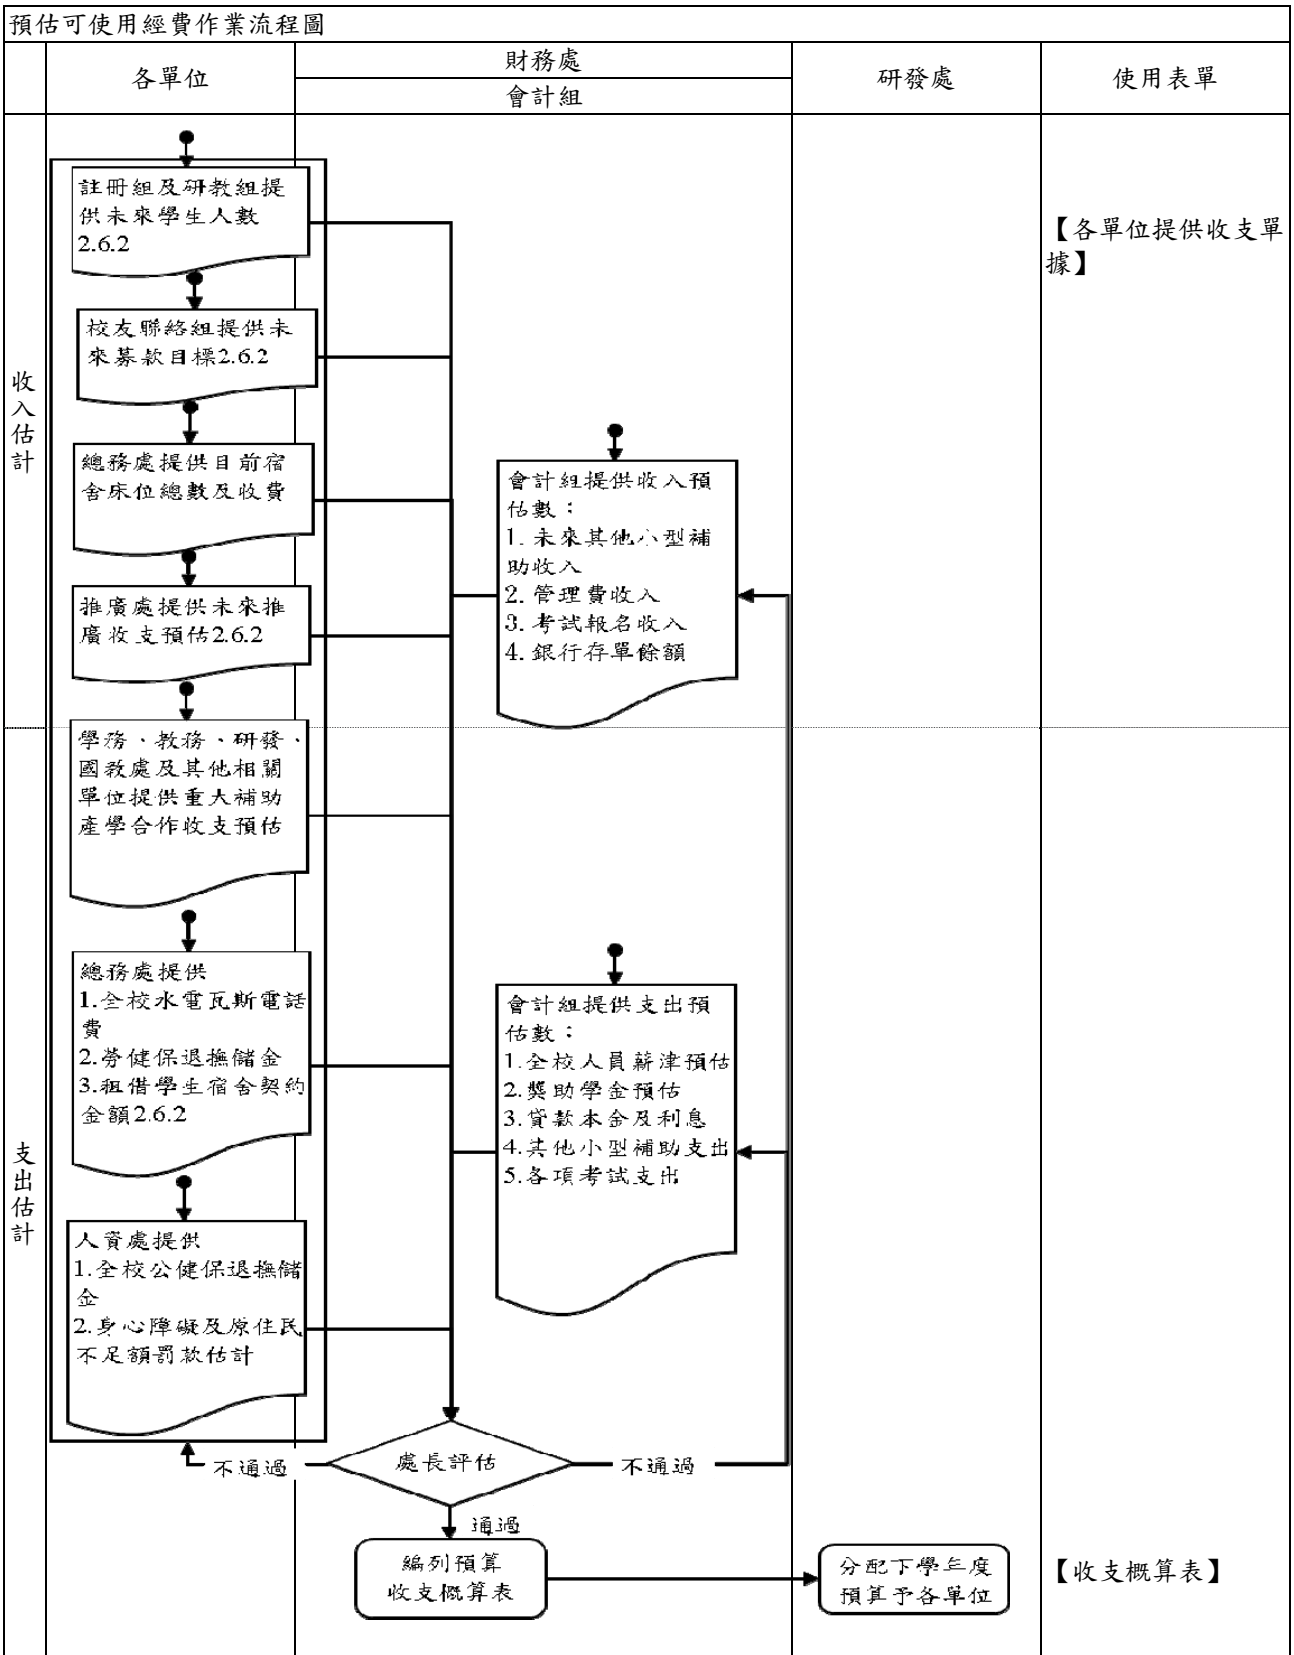 預估可使用經費作業流程圖
各單位
財務處
會計組
研發處
使用表單
收入估計
註冊組及研教組提
供未來學生人數
2.6.2
校友聯絡組提供未
來募款目標2.6.2
總務處提供目前宿
舍床位總數及收費
推廣處提供未來推
廣收支預估2.6.2
會計組提供收入預
估數：
1. 未來其他小型補
助收入
2. 管理費收入
3. 考試報名收入
4. 銀行存單餘額
【各單位提供收支單
據】
支出估計
學務、教務、研發、
國教處及其他相關
單位提供重大補助
產學合作收支預估
總務處提供
1.全校水電瓦斯電話
費
2.勞健保退撫儲金
3.租借學生宿舍契約
金額2.6.2
人資處提供
1.全校公健保退撫儲
金
2.身心障礙及原住民
不足額罰款估計
會計組提供支出預
估數：
1.全校人員薪津預估
2.獎助學金預估
3.貸款本金及利息
4.其他小型補助支出
5.各項考試支出
不通過
處長評估
不通過
通過
編列預算
收支概算表
分配下學年度
預算予各單位
【收支概算表】